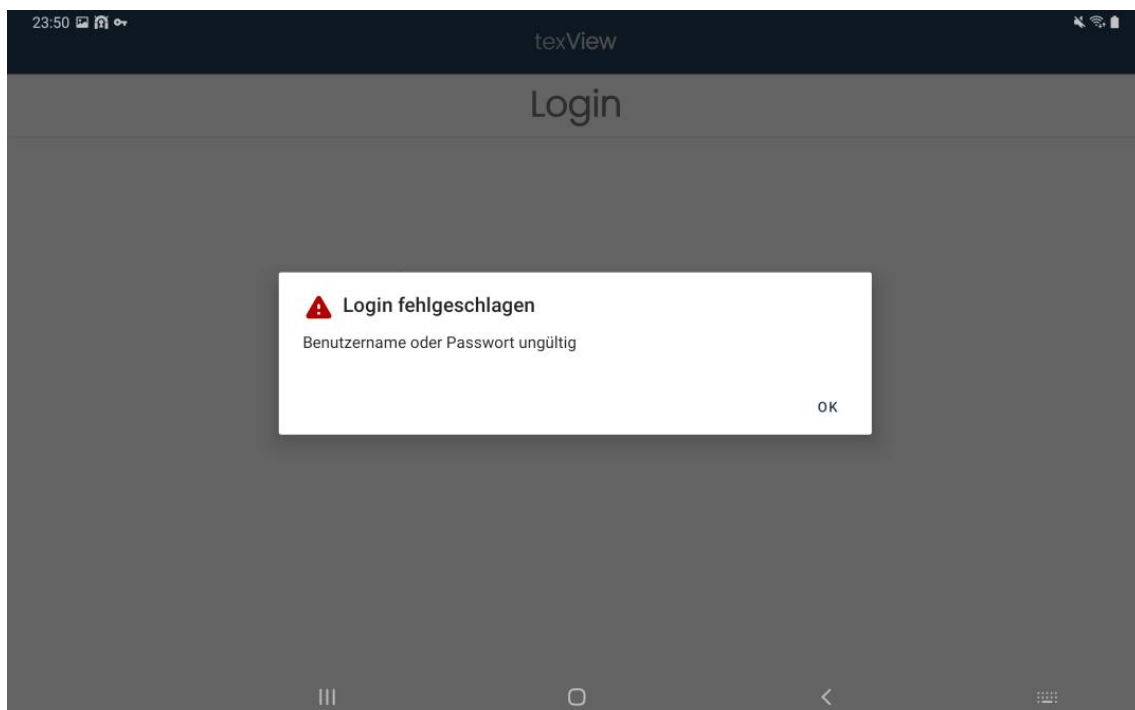 23:50
texView
Login
Login fehlgeschlagen
Benutzername oder Passwort ungültig
OK